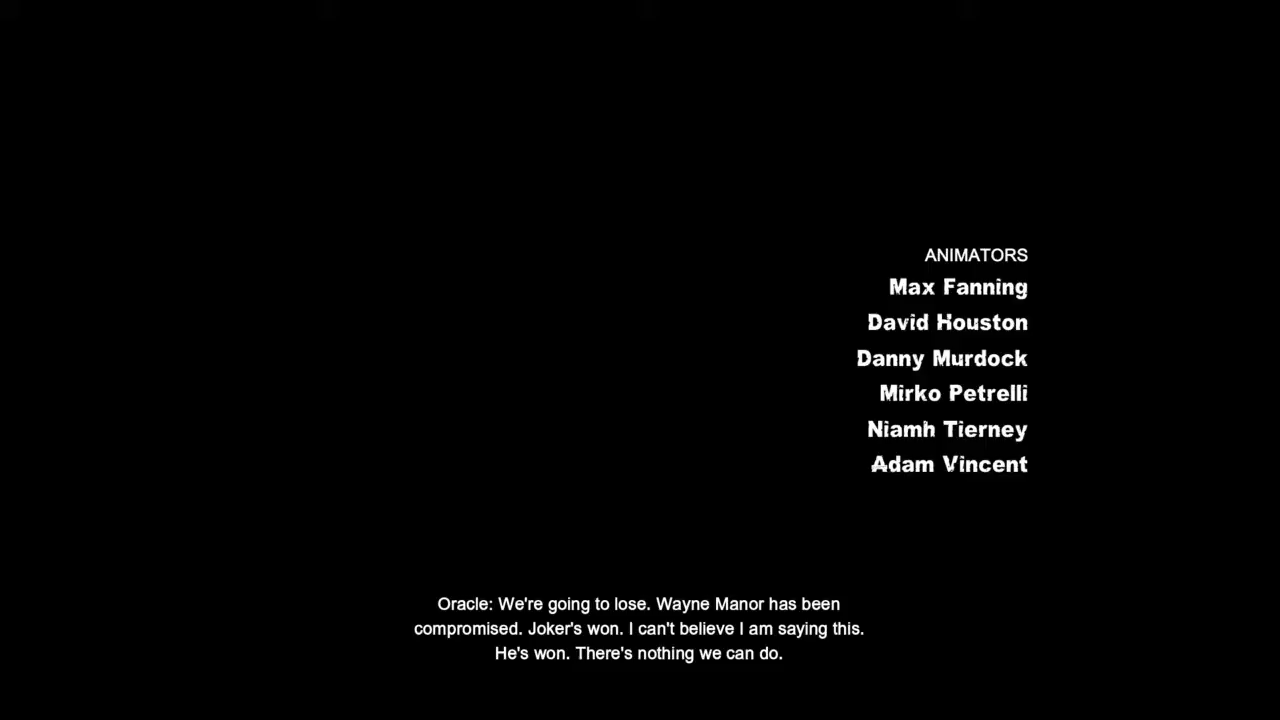 ANIMATORS
Max Fanning
David Houston
Danny Murdock
Mirko Petrelli
Niamh Tierney
Adam Vincent
Oracle: We're going to lose. Wayne Manor has been
compromised. Joker's won. I can't believe I am saying this.
He's won. There's nothing we can do.